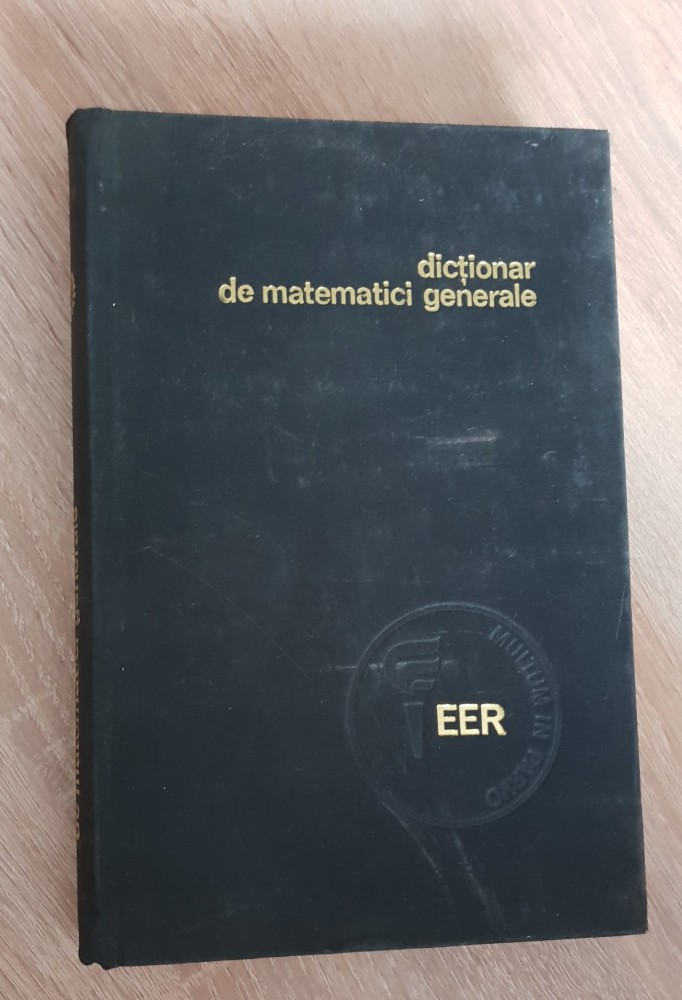 dicționar
de matematici generale
MULTUM IN PARVO
EER